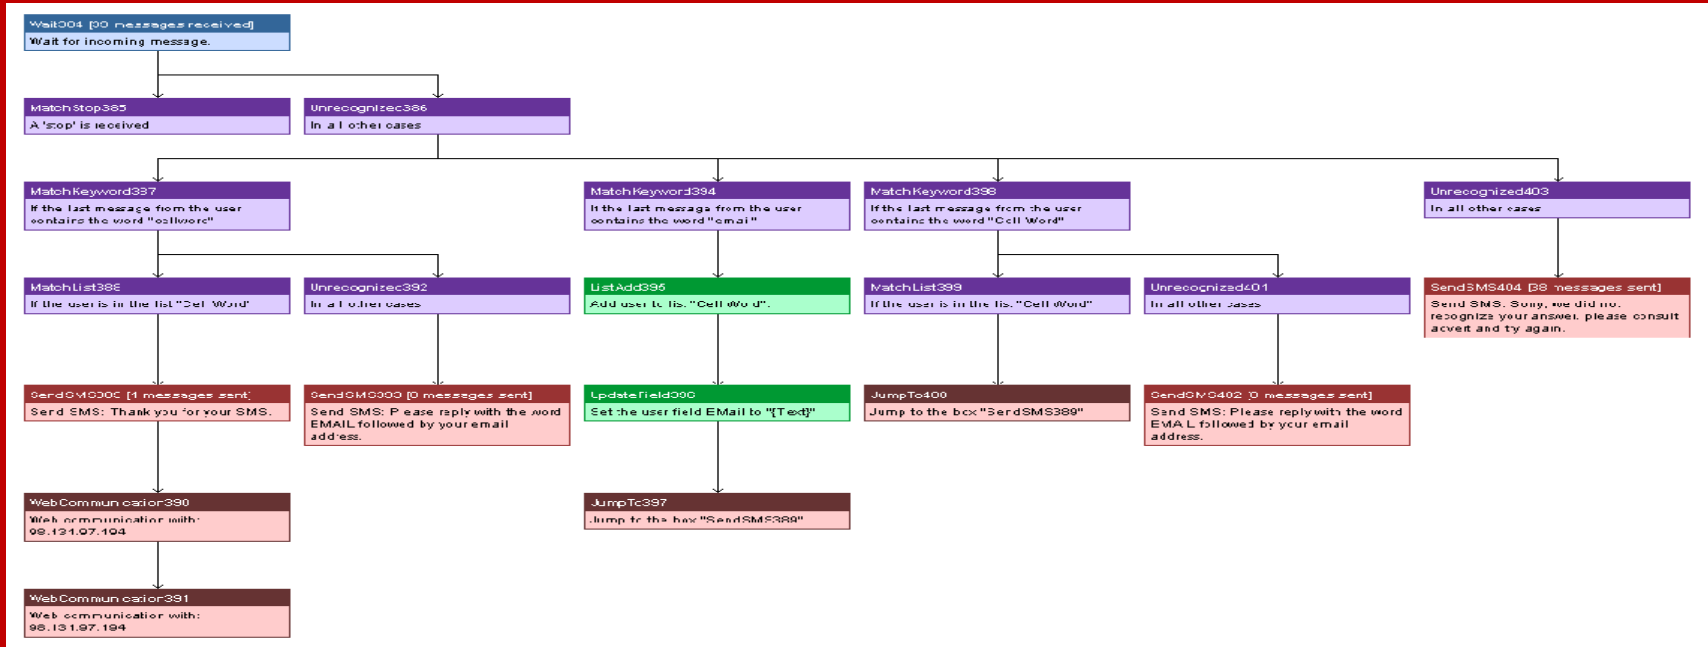 [39 messages received]
Wait for incoming message.
MatchStop385
A 'stop' is received
Unrecognized386
In all other cases
MatchKeyword387
If the last message from the user
contains the word "cellword"
MatchKeyword394
If the last message from the user
contains the word "email"
MatchKeyword398
If the last message from the user
contains the word "Cell Word"
Unrecognized403
In all other cases
MatchList388
If the user is in the list "Cell Word"
Unrecognized392
In all other cases
ListAdd395
Add user to list "Cell Word".
MatchList399
If the user is in the list "Cell Word"
Unrecognized401
In all other cases
SendSMS404 [38 messages sent]
Send SMS: Sorry, we did not
recognize your answer, please consult
advert and try again.
SendSMS389 [1 messages sent]
Send SMS: Thank you for your SMS.
SendSMS393 [0 messages sent]
Send SMS: Please reply with the word
EMAIL followed by your email
address.
UpdateField396
Set the user field EMail to "{Text}"
JumpTo400
Jump to the box "SendSMS389"
SendSMS402 [0 messages sent]
Send SMS: Please reply with the word
EMAIL followed by your email
address.
WebCommunication390
Web communication with:
98.131.97.194
JumpTo397
Jump to the box "SendSMS389"
WebCommunication391
Web communication with:
98.131.97.194